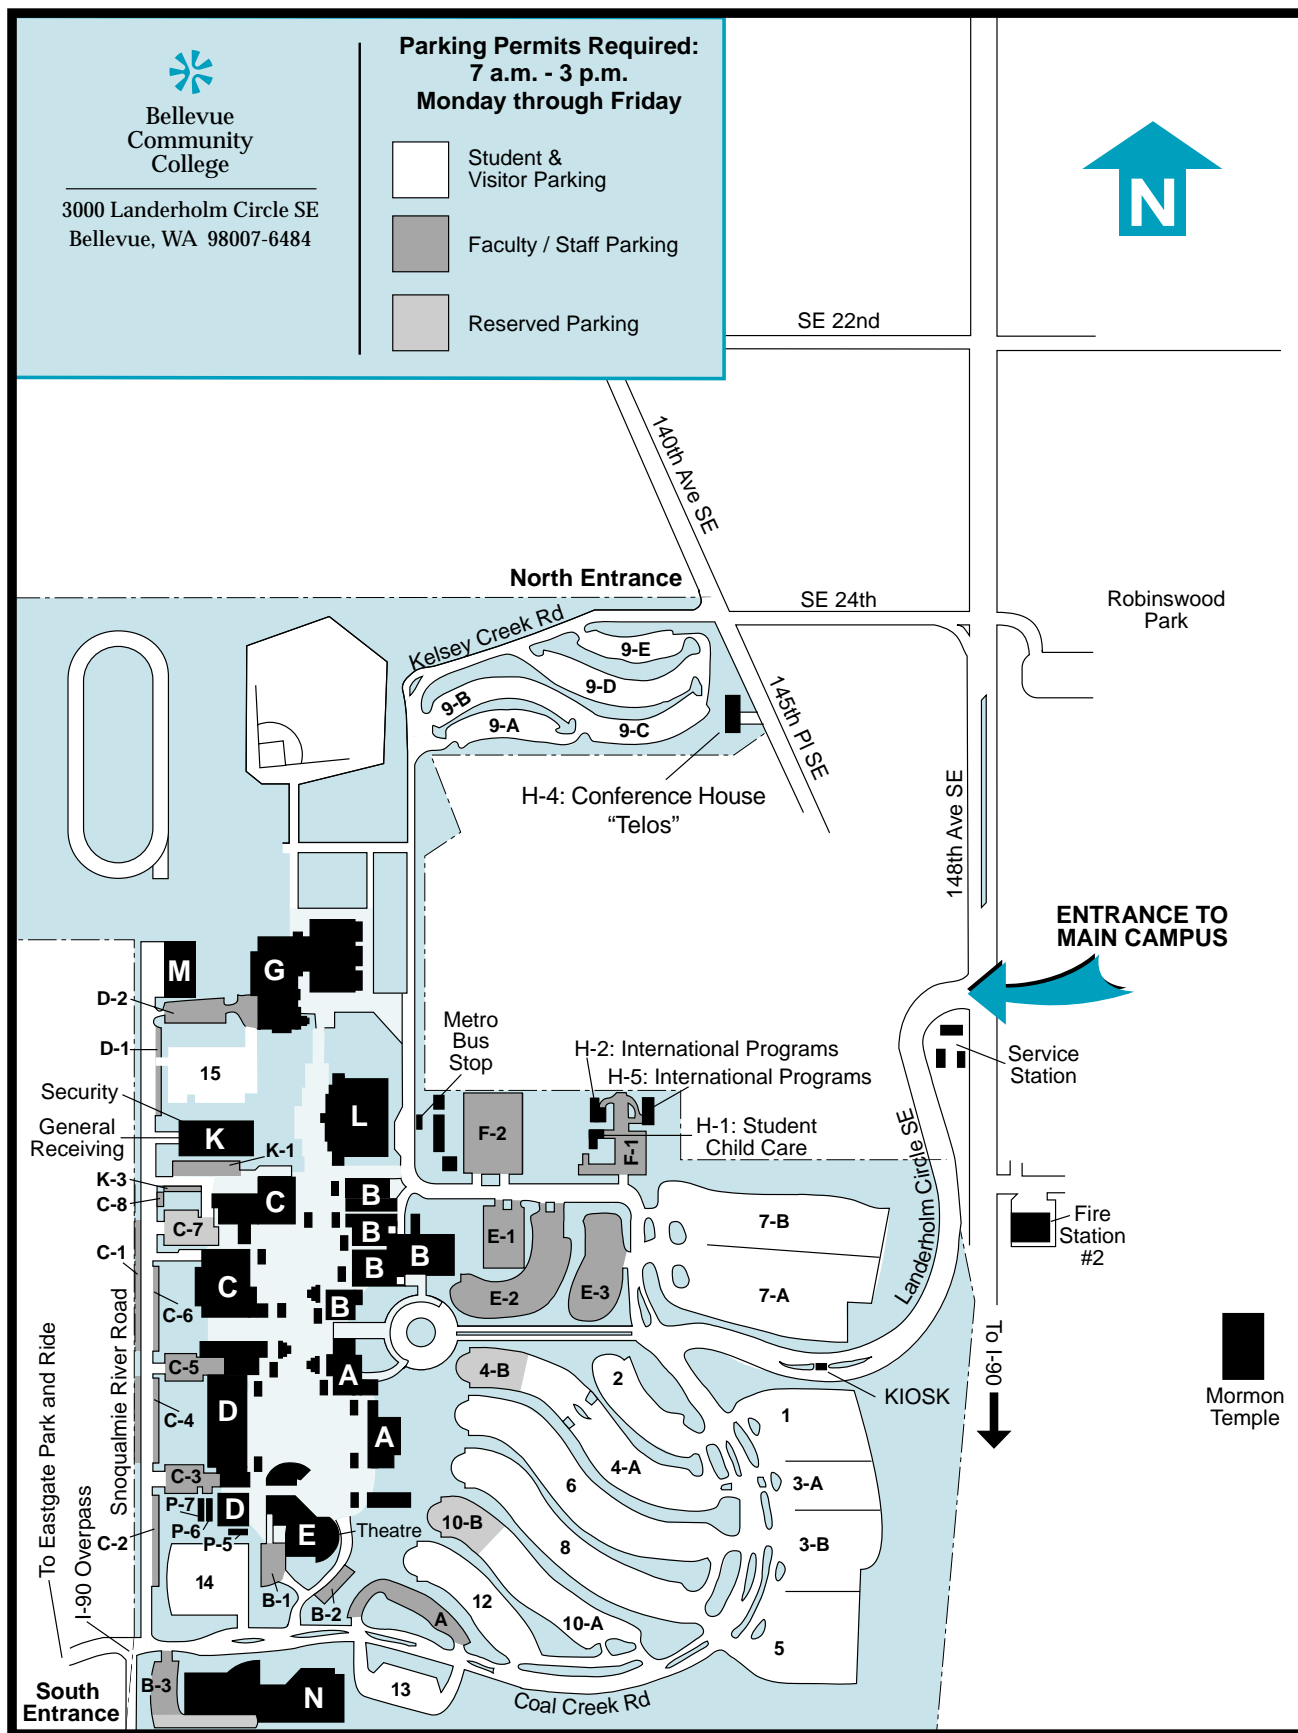 Bellevue
Community
College
3000 Landerholm Circle SE
Bellevue, WA 98007-6484
Parking Permits Required:
7 a.m. - 3 p.m.
Monday through Friday
Student &
Visitor Parking
Faculty / Staff Parking
Reserved Parking
N
SE 22nd
140th Ave SE
North Entrance
SE 24th
Robinswood
Park
Kelsey Creek Rd
9-E
9-D
9-B
9-A
9-C
145th Pl SE
H-4: Conference House
“Telos”
148th Ave SE
ENTRANCE TO
MAIN CAMPUS
M
G
D-2
D-1
15
Metro
Bus
Stop
H-2: International Programs
H-5: International Programs
H-1: Student
Child Care
Service
Station
Security
General
Receiving
K
K-1
L
F-2
F-1
K-3
C-8
C-7
C
B
B
B
B
B
E-1
E-2
E-3
7-B
7-A
Landerholm Circle SE
Fire
Station
#2
C-1
C
C-6
Snoqualmie River Road
To Eastgate Park and Ride
I-90 Overpass
To I-90
KIOSK
Mormon
Temple
C-5
A
4-B
2
1
D
C-4
A
4-A
3-A
C-3
6
P-7
P-6
P-5
D
E
Theatre
10-B
8
3-B
C-2
14
B-1
B-2
A
12
10-A
5
B-3
N
13
Coal Creek Rd
South
Entrance